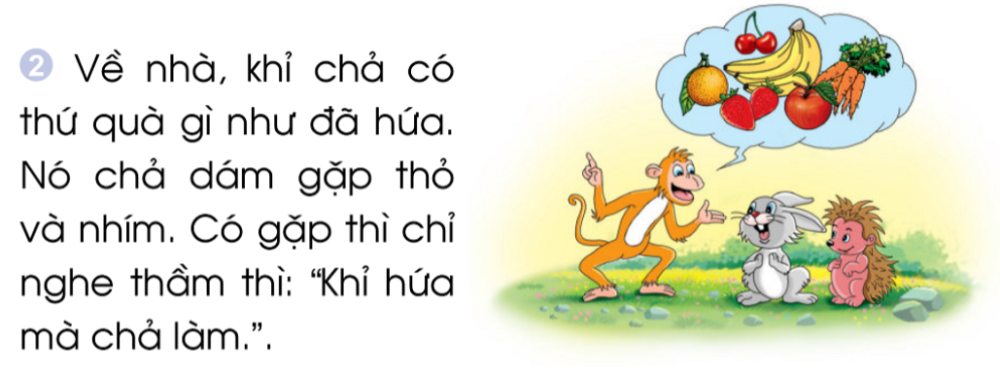 2 Về nhà, khỉ chả có
thứ quà gì như đã hứa.
Nó chả dám gặp thỏ
và nhím. Có gặp thì chỉ
nghe thầm thì: “Khỉ hứa
mà chả làm.”.